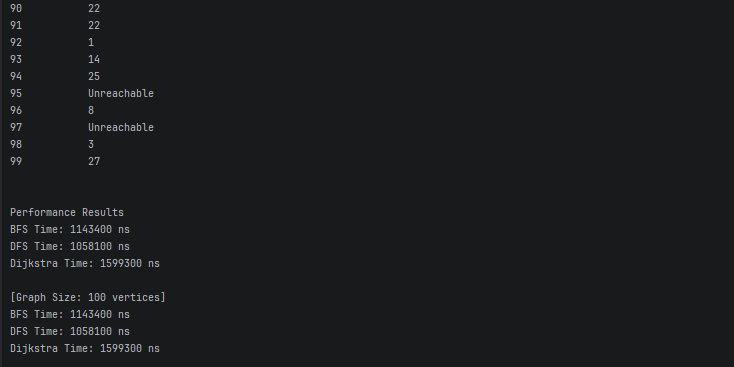 90 22
91 22
92 1
93 14
94 25
95 Unreachable
96 8
97 Unreachable
98 3
99 27
Performance Results
BFS Time: 1143400 ns
DFS Time: 1058100 ns
Dijkstra Time: 1599300 ns
[Graph Size: 100 vertices]
BFS Time: 1143400 ns
DFS Time: 1058100 ns
Dijkstra Time: 1599300 ns